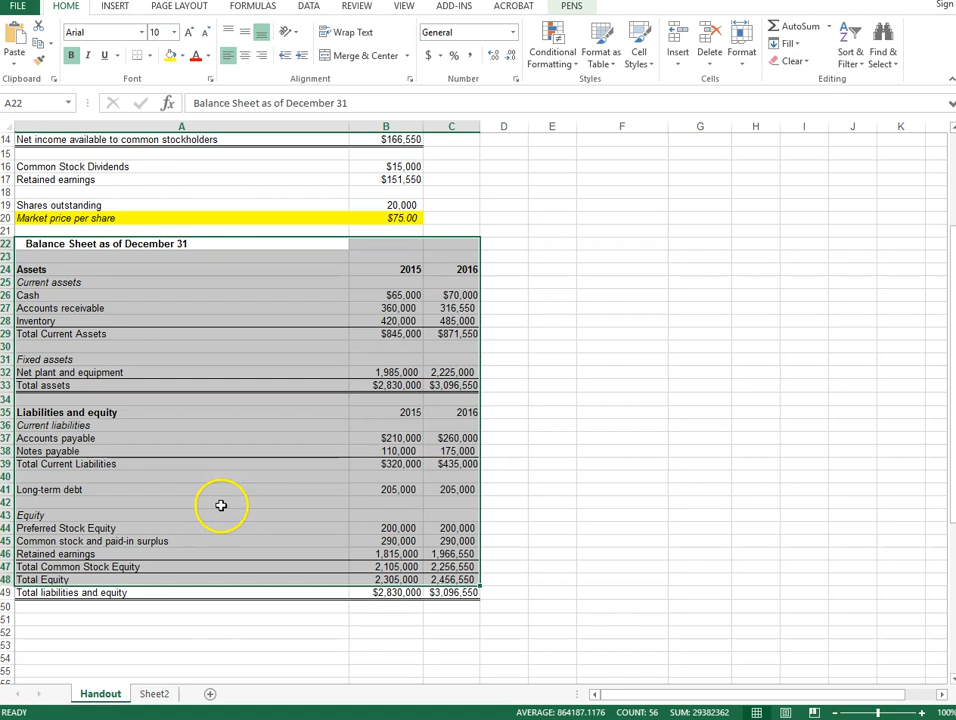 FILE HOME INSERT PAGE LAYOUT FORMULAS DATA REVIEW VIEW ADD-INS ACROBAT PENS Sign
Arial 10 A A Wrap Text General AutoSum
Paste B I U A Merge & Center $ % , Conditional Formatting Format as Table Cell Styles Insert Delete Format Fill Clear Sort & Filter Find & Select
Clipboard Font Alignment Number Styles Cells Editing
A22 fx Balance Sheet as of December 31
A B C D E F G H I J K
14 Net income available to common stockholders $166,550
15
16 Common Stock Dividends $15,000
17 Retained earnings $151,550
18
19 Shares outstanding 20,000
20 Market price per share $75.00
21
22 Balance Sheet as of December 31
23
24 Assets 2015 2016
25 Current assets
26 Cash $65,000 $70,000
27 Accounts receivable 360,000 316,550
28 Inventory 420,000 485,000
29 Total Current Assets $845,000 $871,550
30
31 Fixed assets
32 Net plant and equipment 1,985,000 2,225,000
33 Total assets $2,830,000 $3,096,550
34
35 Liabilities and equity 2015 2016
36 Current liabilities
37 Accounts payable $210,000 $260,000
38 Notes payable 110,000 175,000
39 Total Current Liabilities $320,000 $435,000
40
41 Long-term debt 205,000 205,000
42
43 Equity
44 Preferred Stock Equity 200,000 200,000
45 Common stock and paid-in surplus 290,000 290,000
46 Retained earnings 1,815,000 1,966,550
47 Total Common Stock Equity 2,105,000 2,256,550
48 Total Equity 2,305,000 2,456,550
49 Total liabilities and equity $2,830,000 $3,096,550
50
51
52
53
54
55
Handout Sheet2
READY AVERAGE: 864187.1176 COUNT: 56 SUM: 29382362 100%